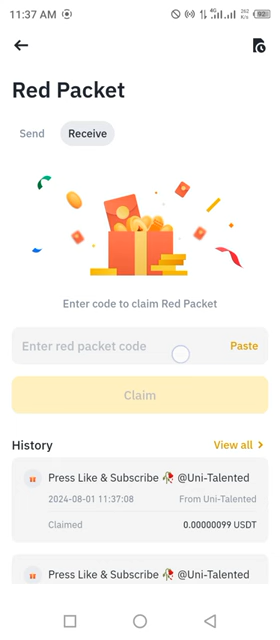 11:37 AM
4G
262
K/s
92
Red Packet
Send
Receive
Enter code to claim Red Packet
Enter red packet code
Paste
Claim
History
View all
Press Like & Subscribe 🥀 @Uni-Talented
2024-08-01 11:37:08
From Uni-Talented
Claimed
0.00000099 USDT
Press Like & Subscribe 🥀 @Uni-Talented